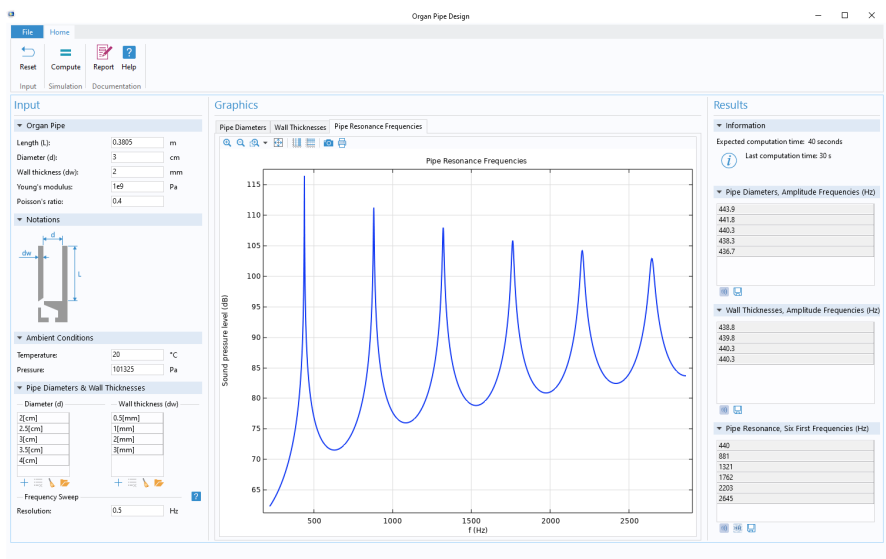 Organ Pipe Design
File Home
Reset Compute Report Help
Input Simulation Documentation
Input
Organ Pipe
Length (L): 0.3805 m
Diameter (d): 3 cm
Wall thickness (dw): 2 mm
Young's modulus: 1e9 Pa
Poisson's ratio: 0.4
Notations
d
dw
L
Ambient Conditions
Temperature: 20 °C
Pressure: 101325 Pa
Pipe Diameters & Wall Thicknesses
Diameter (d) Wall thickness (dw)
2[cm] 0.5[mm]
2.5[cm] 1[mm]
3[cm] 2[mm]
3.5[cm] 3[mm]
4[cm]
Frequency Sweep
Resolution: 0.5 Hz
Graphics
Pipe Diameters Wall Thicknesses Pipe Resonance Frequencies
Pipe Resonance Frequencies
Sound pressure level (dB)
115
110
105
100
95
90
85
80
75
70
65
500 1000 1500 2000 2500
f (Hz)
Results
Information
Expected computation time: 40 seconds
Last computation time: 30 s
Pipe Diameters, Amplitude Frequencies (Hz)
443.9
441.8
440.3
438.3
436.7
Wall Thicknesses, Amplitude Frequencies (Hz)
438.8
439.8
440.3
440.3
Pipe Resonance, Six First Frequencies (Hz)
440
881
1321
1762
2203
2645